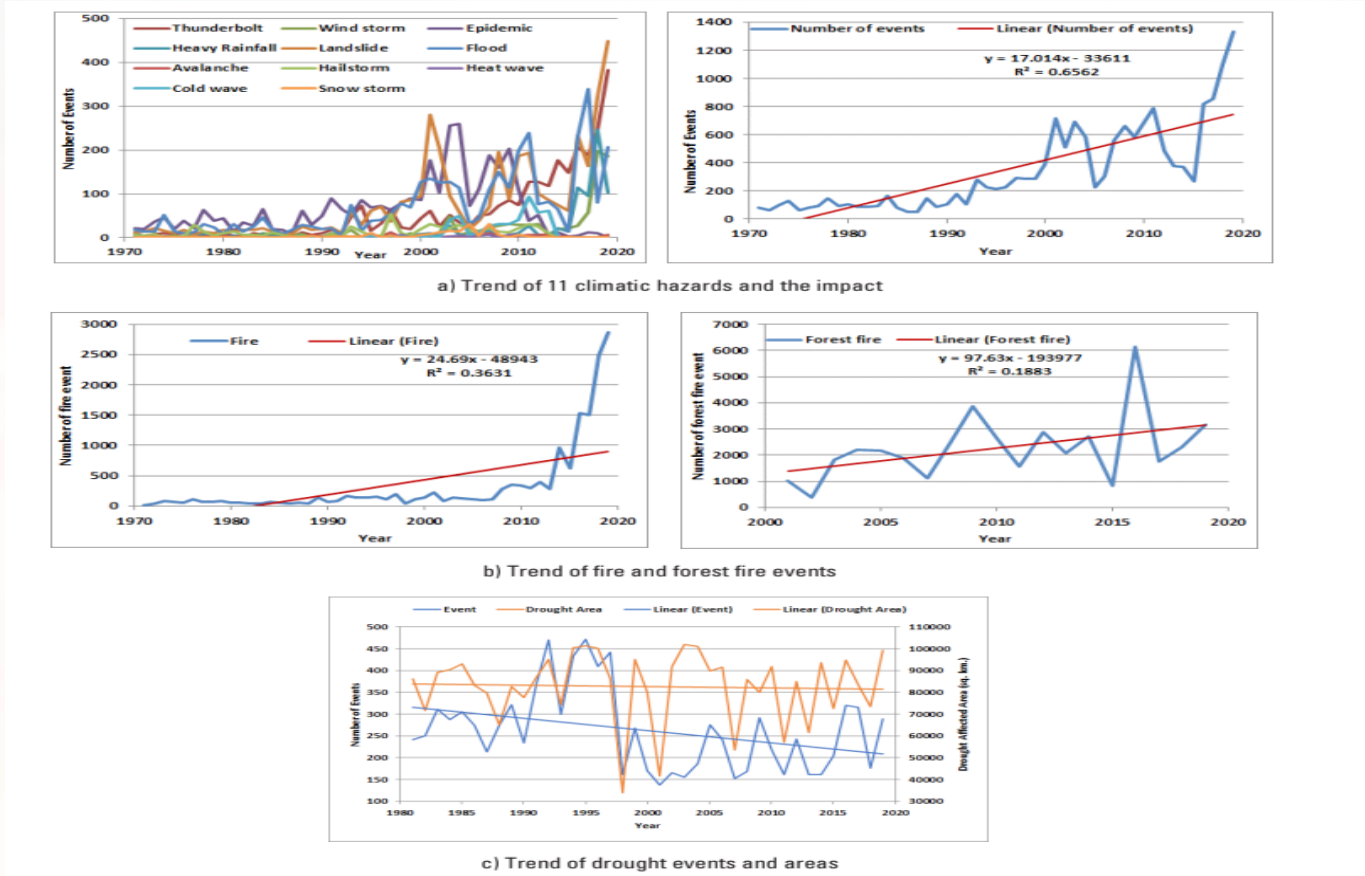 Thunderbolt Wind storm Epidemic
Heavy Rainfall Landslide Flood
Avalanche Hailstorm Heat wave
Cold wave Snow storm
Number of Events
500
400
300
200
100
0
1970 1980 1990 2000 2010 2020
Year
Number of events Linear (Number of events)
y = 17.014x - 33611
R² = 0.6562
Number of Events
1400
1200
1000
800
600
400
200
0
1970 1980 1990 2000 2010 2020
Year
a) Trend of 11 climatic hazards and the impact
Fire Linear (Fire)
y = 24.69x - 48943
R² = 0.3631
Number of fire event
3000
2500
2000
1500
1000
500
0
1970 1980 1990 2000 2010 2020
Year
Forest fire Linear (Forest fire)
y = 97.63x - 193977
R² = 0.1883
Number of forest fire event
7000
6000
5000
4000
3000
2000
1000
0
2000 2005 2010 2015 2020
Year
b) Trend of fire and forest fire events
Event Drought Area Linear (Event) Linear (Drought Area)
Number of Events
500
450
400
350
300
250
200
150
100
110000
100000
90000
80000
70000
60000
50000
40000
30000
Drought Affected Area (sq. km.)
1980 1985 1990 1995 2000 2005 2010 2015 2020
Year
c) Trend of drought events and areas